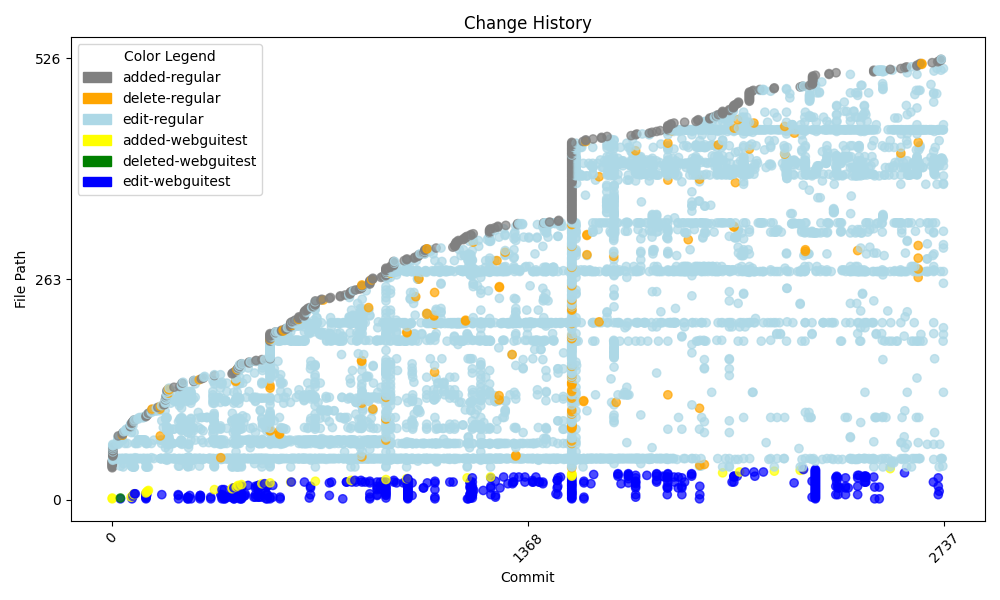 Change History
526
263
0
File Path
Color Legend
added-regular
delete-regular
edit-regular
added-webguitest
deleted-webguitest
edit-webguitest
0
1368
2737
Commit